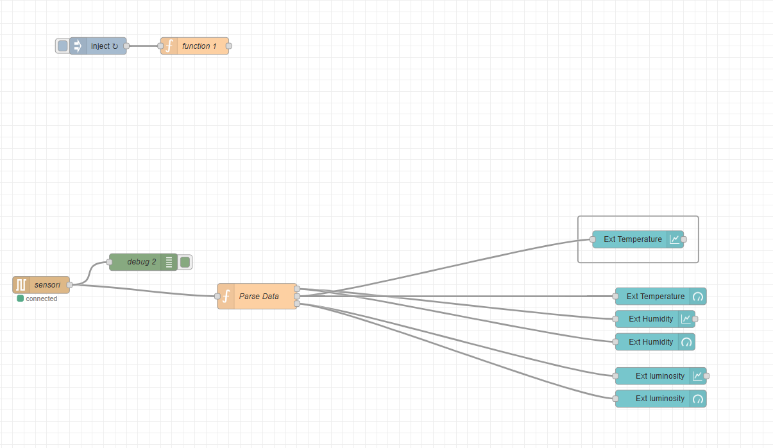 inject ↻
function 1
Ext Temperature
debug 2
sensori
connected
Parse Data
Ext Temperature
Ext Humidity
Ext Humidity
Ext luminosity
Ext luminosity